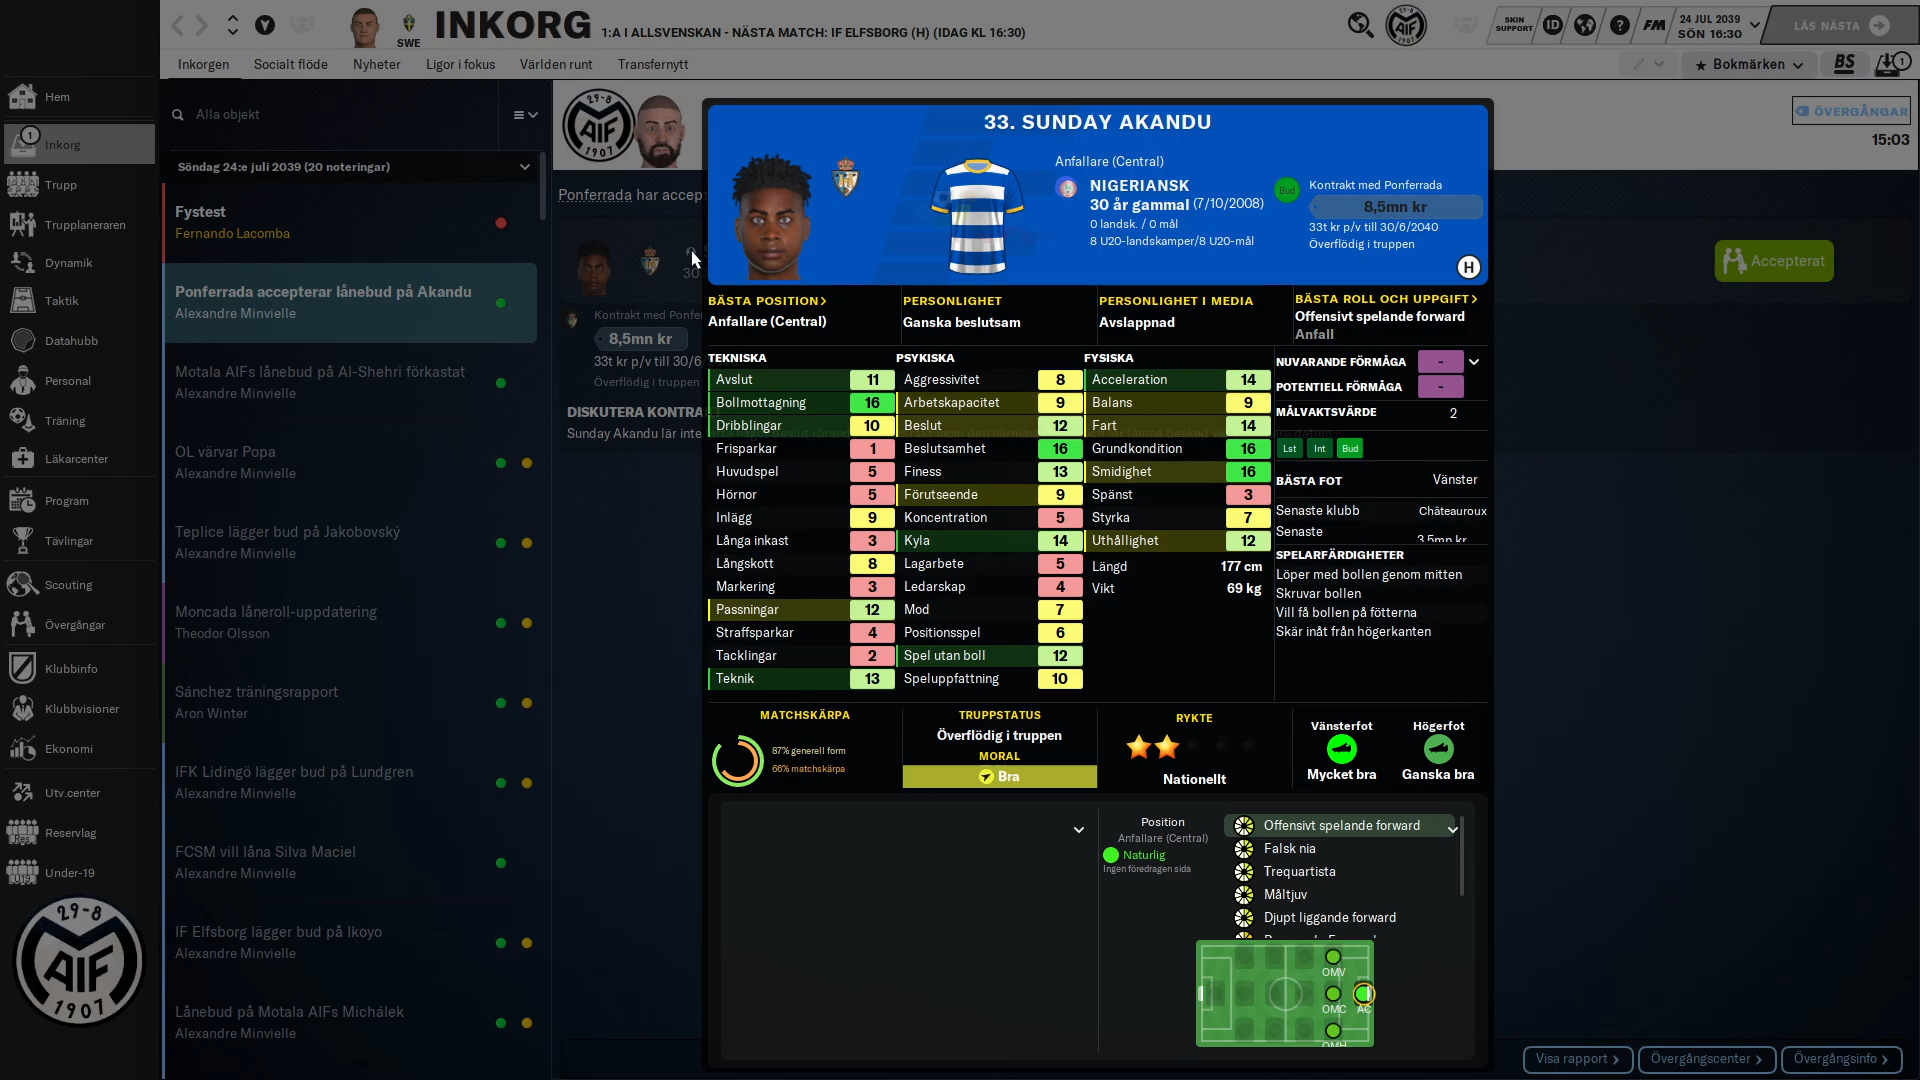 INKORG
SWE
1:A I ALLSVENSKAN - NÄSTA MATCH: IF ELFSBORG (H) (IDAG KL 16:30)
SKIN SUPPORT
ID
FM
24 JUL 2039
SÖN 16:30
LÄS NÄSTA
Inkorgen
Socialt flöde
Nyheter
Ligor i fokus
Världen runt
Transfernytt
Bokmärken
BS
1
Hem
1
Inkorg
Trupp
Trupplaneraren
Dynamik
Taktik
Datahubb
Personal
Träning
Läkarcenter
Program
Tävlingar
Scouting
Övergångar
Klubbinfo
Klubbvisioner
Ekonomi
Utv.center
Reservlag
Under-19
29-8
MAIF
1907
Alla objekt
Söndag 24:e juli 2039 (20 noteringar)
Fystest
Fernando Lacomba
Ponferrada accepterar lånebud på Akandu
Alexandre Minvielle
Motala AIFs lånebud på Al-Shehri förkastat
Alexandre Minvielle
OL värvar Popa
Alexandre Minvielle
Teplice lägger bud på Jakobovský
Alexandre Minvielle
Moncada låneroll-uppdatering
Theodor Olsson
Sánchez träningsrapport
Aron Winter
IFK Lidingö lägger bud på Lundgren
Alexandre Minvielle
FCSM vill låna Silva Maciel
Alexandre Minvielle
IF Elfsborg lägger bud på Ikoyo
Alexandre Minvielle
Lånebud på Motala AIFs Michálek
Alexandre Minvielle
29-8
MAIF
1907
ÖVERGÅNGAR
15:03
Ponferrada har accep
30
Kontrakt med Ponfer
8,5mn kr
33t kr p/v till 30/6
Överflödig i truppen
DISKUTERA KONTRA
Sunday Akandu lär inte
Accepterat
33. SUNDAY AKANDU
Anfallare (Central)
NIGERIANSK
30 år gammal (7/10/2008)
0 landsk. / 0 mål
8 U20-landskamper/8 U20-mål
Bud
Kontrakt med Ponferrada
8,5mn kr
33t kr p/v till 30/6/2040
Överflödig i truppen
H
BÄSTA POSITION
Anfallare (Central)
PERSONLIGHET
Ganska beslutsam
PERSONLIGHET I MEDIA
Avslappnad
BÄSTA ROLL OCH UPPGIFT
Offensivt spelande forward
Anfall
TEKNISKA
Avslut 11
Bollmottagning 16
Dribblingar 10
Frisparkar 1
Huvudspel 5
Hörnor 5
Inlägg 9
Långa inkast 3
Långskott 8
Markering 3
Passningar 12
Straffsparkar 4
Tacklingar 2
Teknik 13
PSYKISKA
Aggressivitet 8
Arbetskapacitet 9
Beslut 12
Beslutsamhet 16
Finess 13
Förutseende 9
Koncentration 5
Kyla 14
Lagarbete 5
Ledarskap 4
Mod 7
Positionsspel 6
Spel utan boll 12
Speluppfattning 10
FYSISKA
Acceleration 14
Balans 9
Fart 14
Grundkondition 16
Smidighet 16
Spänst 3
Styrka 7
Uthållighet 12
Längd 177 cm
Vikt 69 kg
NUVARANDE FÖRMÅGA -
POTENTIELL FÖRMÅGA -
MÅLVAKTSVÄRDE 2
Lst Int Bud
BÄSTA FOT Vänster
Senaste klubb Châteauroux
Senaste 3,5mn kr
SPELARFÄRDIGHETER
Löper med bollen genom mitten
Skruvar bollen
Vill få bollen på fötterna
Skär inåt från högerkanten
MATCHSKÄRPA
87% generell form
66% matchskärpa
TRUPPSTATUS
Överflödig i truppen
MORAL
Bra
RYKTE
Nationellt
Vänsterfot
Mycket bra
Högerfot
Ganska bra
Position
Anfallare (Central)
Naturlig
Ingen föredragen sida
Offensivt spelande forward
Falsk nia
Trequartista
Måltjuv
Djupt liggande forward
OMV
OMC
AC
OMH
Visa rapport
Övergångscenter
Övergångsinfo